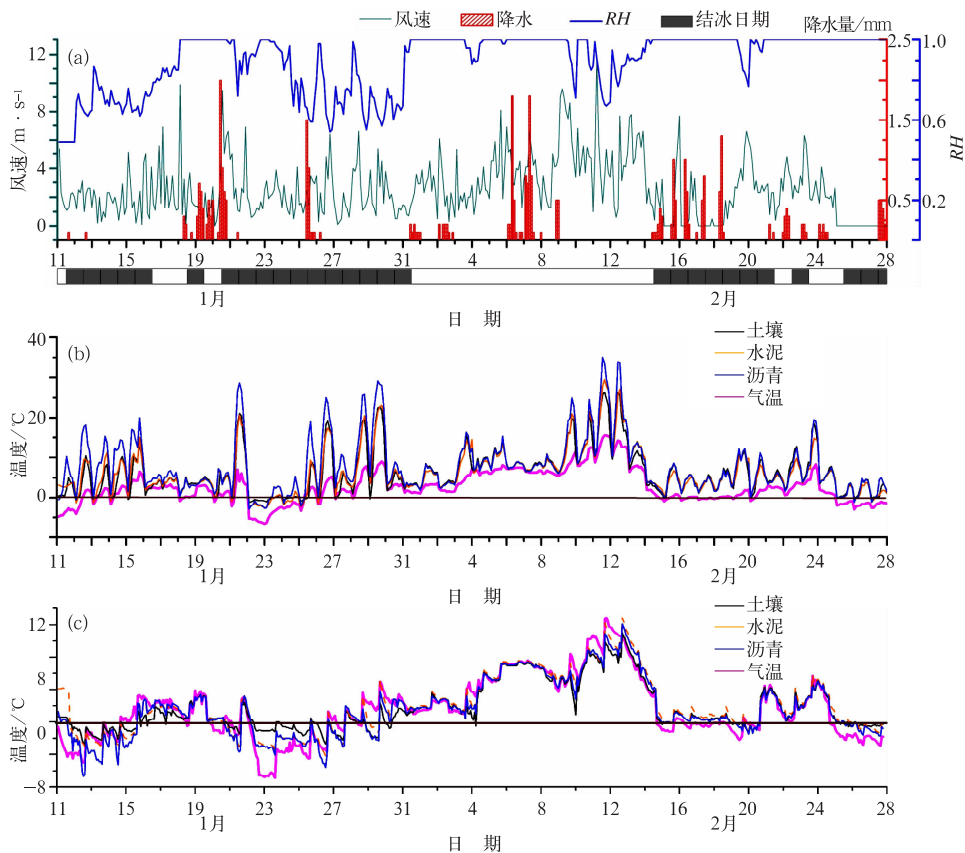 风速 降水 RH 结冰日期 降水量/mm
(a)
12
8
4
0
风速/m·s⁻¹
2.5
1.5
0.5
1.0
0.6
0.2
RH
11 15 19 23 27 31 4 8 12 16 20 24 28
1月 2月
日 期
(b)
土壤
水泥
沥青
气温
40
20
0
温度/℃
11 15 19 23 27 31 4 8 12 16 20 24 28
1月 2月
日 期
(c)
土壤
水泥
沥青
气温
12
8
4
0
-8
温度/℃
11 15 19 23 27 31 4 8 12 16 20 24 28
1月 2月
日 期